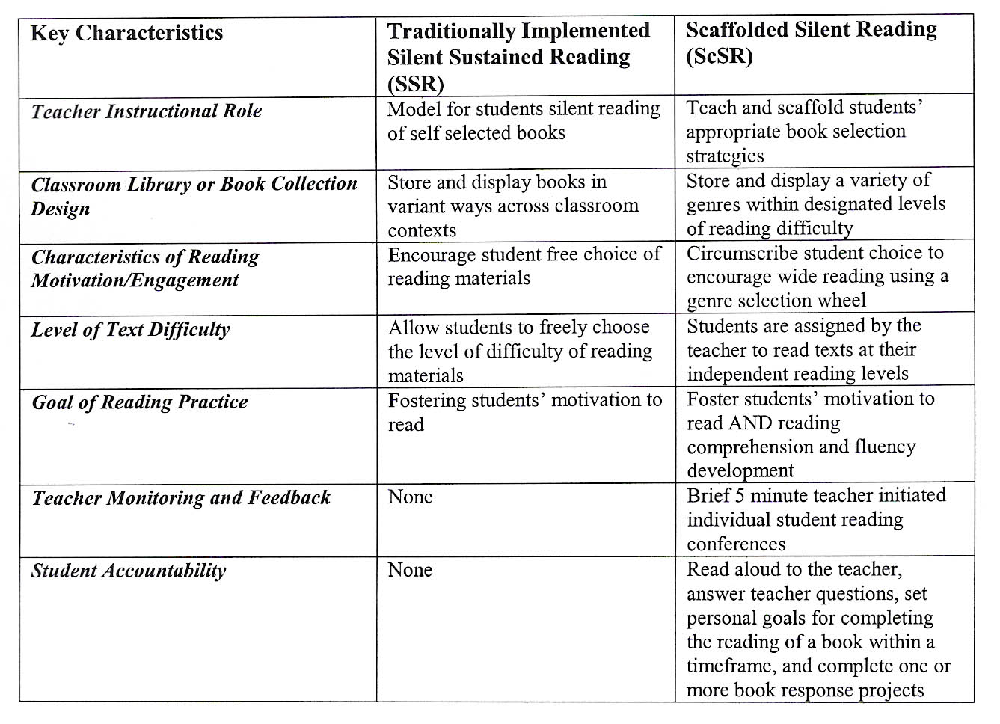 Key Characteristics
Traditionally Implemented
Silent Sustained Reading
(SSR)
Scaffolded Silent Reading
(ScSR)
Teacher Instructional Role
Model for students silent reading
of self selected books
Teach and scaffold students’
appropriate book selection
strategies
Classroom Library or Book Collection
Design
Store and display books in
variant ways across classroom
contexts
Store and display a variety of
genres within designated levels
of reading difficulty
Characteristics of Reading
Motivation/Engagement
Encourage student free choice of
reading materials
Circumscribe student choice to
encourage wide reading using a
genre selection wheel
Level of Text Difficulty
Allow students to freely choose
the level of difficulty of reading
materials
Students are assigned by the
teacher to read texts at their
independent reading levels
Goal of Reading Practice
Fostering students’ motivation to
read
Foster students’ motivation to
read AND reading
comprehension and fluency
development
Teacher Monitoring and Feedback
None
Brief 5 minute teacher initiated
individual student reading
conferences
Student Accountability
None
Read aloud to the teacher,
answer teacher questions, set
personal goals for completing
the reading of a book within a
timeframe, and complete one or
more book response projects